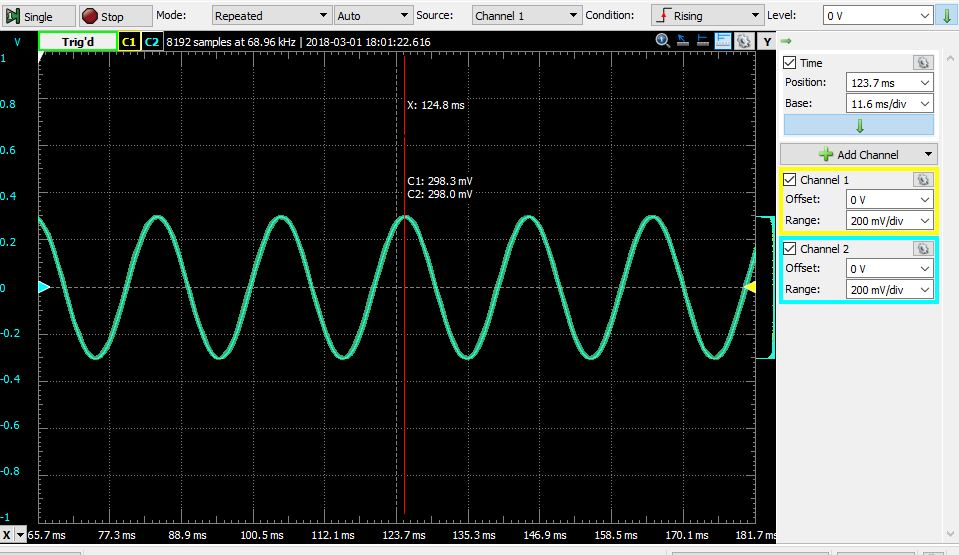 Single Stop Mode: Repeated Auto Source: Channel 1 Condition: Rising Level: 0 V
V Trig'd C1 C2 8192 samples at 68.96 kHz | 2018-03-01 18:01:22.616 Y
1
0.8
0.6
0.4
0.2
0
-0.2
-0.4
-0.6
-0.8
-1
X: 124.8 ms
C1: 298.3 mV
C2: 298.0 mV
X 65.7 ms 77.3 ms 88.9 ms 100.5 ms 112.1 ms 123.7 ms 135.3 ms 146.9 ms 158.5 ms 170.1 ms 181.7 ms
Time
Position: 123.7 ms
Base: 11.6 ms/div
Add Channel
Channel 1
Offset: 0 V
Range: 200 mV/div
Channel 2
Offset: 0 V
Range: 200 mV/div